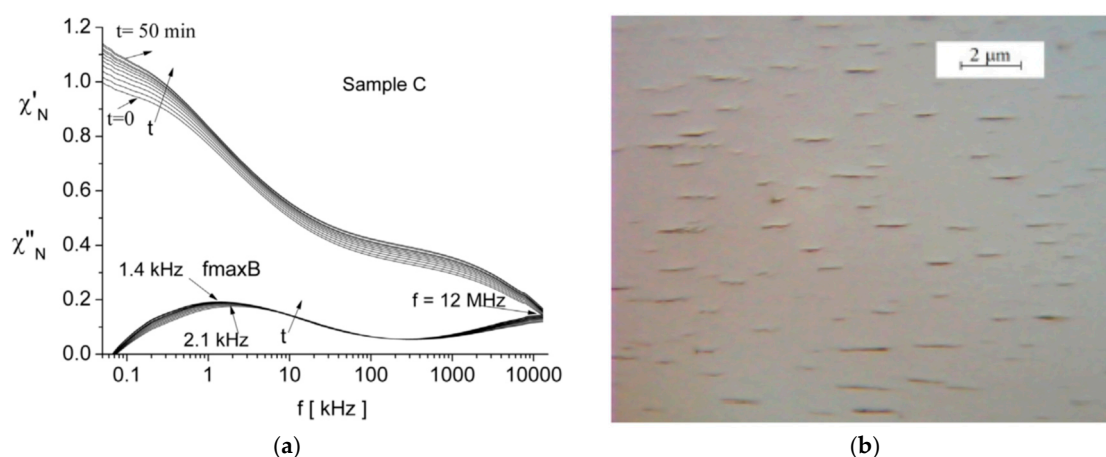 1.2
t= 50 min
1.0
Sample C
χ'N
0.8
t=0
t
0.6
χ''N
0.4
1.4 kHz
fmaxB
f = 12 MHz
0.2
2.1 kHz
t
0.0
0.1
1
10
100
1000
10000
f [ kHz ]
(a)
2 μm
(b)